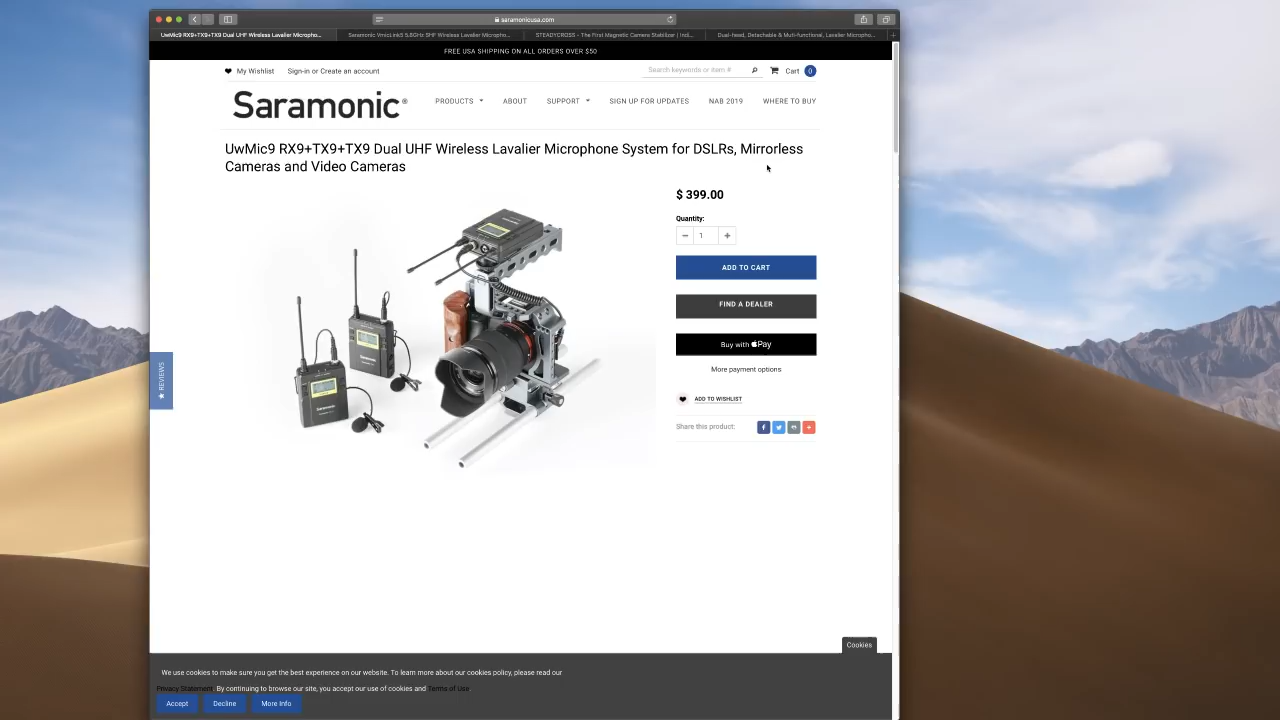 saramonicusa.com
UwMic9 RX9+TX9+TX9 Dual UHF Wireless Lavalier Micropho...
Saramonic VmicLink5 5.8GHz SHF Wireless Lavalier Micropho...
STEADYCROSS - The First Magnetic Camera Stabilizer | Indi...
Dual-head, Detachable & Multi-functional, Lavalier Micropho...
FREE USA SHIPPING ON ALL ORDERS OVER $50
My Wishlist Sign-in or Create an account
Search keywords or item #
Cart 0
Saramonic®
PRODUCTS ABOUT SUPPORT SIGN UP FOR UPDATES NAB 2019 WHERE TO BUY
UwMic9 RX9+TX9+TX9 Dual UHF Wireless Lavalier Microphone System for DSLRs, Mirrorless
Cameras and Video Cameras
$ 399.00
Quantity:
1
ADD TO CART
FIND A DEALER
Buy with Pay
More payment options
ADD TO WISHLIST
Share this product:
★ REVIEWS
Saramonic
Saramonic
Cookies
We use cookies to make sure you get the best experience on our website. To learn more about our cookies policy, please read our
Privacy Statement. By continuing to browse our site, you accept our use of cookies and Terms of Use.
Accept Decline More Info